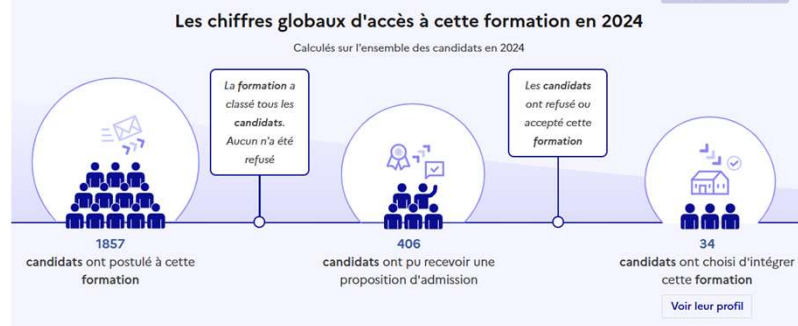 Les chiffres globaux d'accès à cette formation en 2024
Calculés sur l'ensemble des candidats en 2024
La formation a
classé tous les
candidats.
Aucun n'a été
refusé
Les candidats
ont refusé ou
accepté cette
formation
1857
candidats ont postulé à cette
formation
406
candidats ont pu recevoir une
proposition d'admission
34
candidats ont choisi d'intégrer
cette formation
Voir leur profil